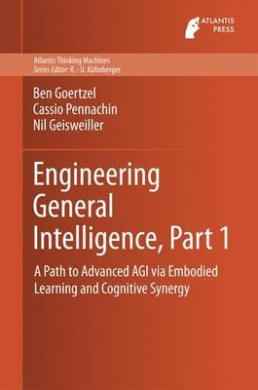 ATLANTIS
PRESS
Atlantis Thinking Machines
Series Editor: K. - U. Kühnberger
Ben Goertzel
Cassio Pennachin
Nil Geisweiller
Engineering
General
Intelligence, Part 1
A Path to Advanced AGI via Embodied
Learning and Cognitive Synergy